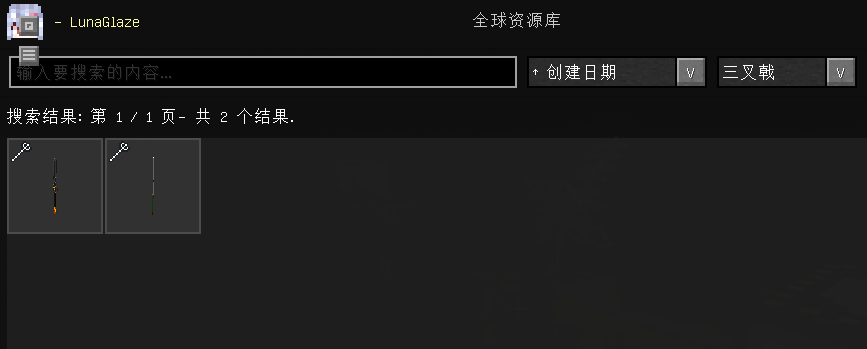 - LunaGlaze
全球资源库
输入要搜索的内容...
↑ 创建日期 V
三叉戟 V
搜索结果: 第 1 / 1 页- 共 2 个结果.